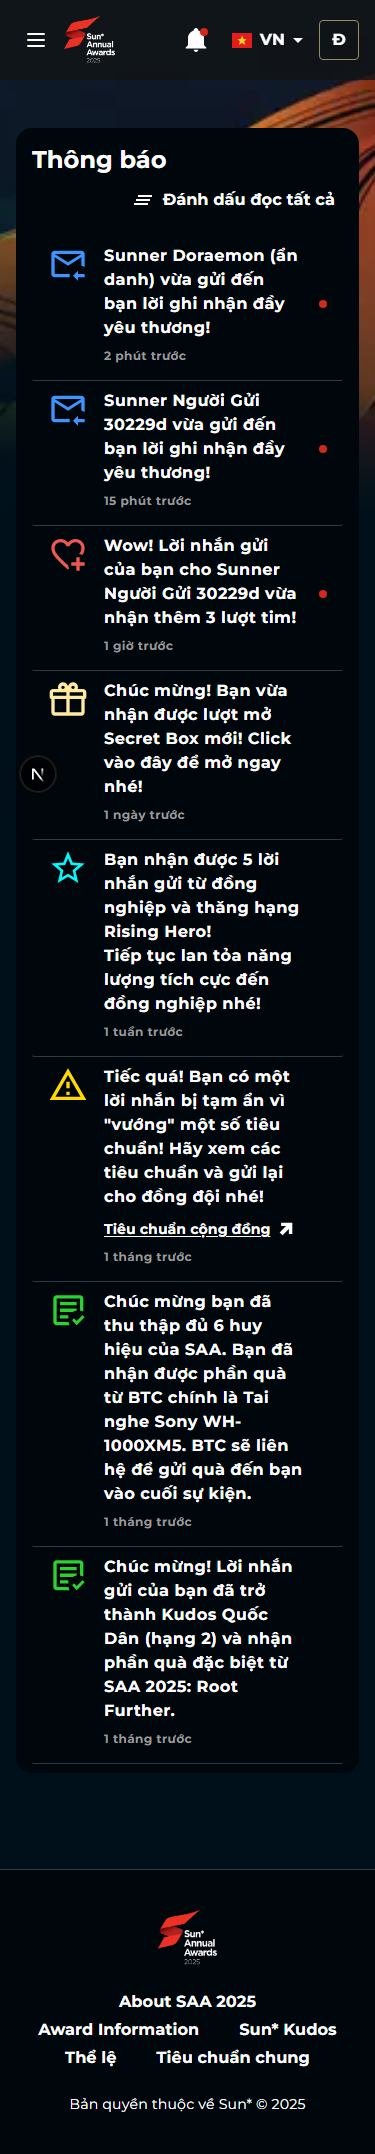 Sun*
Annual
Awards
2025
VN
Đ
Thông báo
Đánh dấu đọc tất cả
Sunner Doraemon (ẩn
danh) vừa gửi đến
bạn lời ghi nhận đầy
yêu thương!
2 phút trước
Sunner Người Gửi
30229d vừa gửi đến
bạn lời ghi nhận đầy
yêu thương!
15 phút trước
Wow! Lời nhắn gửi
của bạn cho Sunner
Người Gửi 30229d vừa
nhận thêm 3 lượt tim!
1 giờ trước
Chúc mừng! Bạn vừa
nhận được lượt mở
Secret Box mới! Click
vào đây để mở ngay
nhé!
1 ngày trước
N
Bạn nhận được 5 lời
nhắn gửi từ đồng
nghiệp và thăng hạng
Rising Hero!
Tiếp tục lan tỏa năng
lượng tích cực đến
đồng nghiệp nhé!
1 tuần trước
Tiếc quá! Bạn có một
lời nhắn bị tạm ẩn vì
"vướng" một số tiêu
chuẩn! Hãy xem các
tiêu chuẩn và gửi lại
cho đồng đội nhé!
Tiêu chuẩn cộng đồng
1 tháng trước
Chúc mừng bạn đã
thu thập đủ 6 huy
hiệu của SAA. Bạn đã
nhận được phần quà
từ BTC chính là Tai
nghe Sony WH-
1000XM5. BTC sẽ liên
hệ để gửi quà đến bạn
vào cuối sự kiện.
1 tháng trước
Chúc mừng! Lời nhắn
gửi của bạn đã trở
thành Kudos Quốc
Dân (hạng 2) và nhận
phần quà đặc biệt từ
SAA 2025: Root
Further.
1 tháng trước
Sun*
Annual
Awards
2025
About SAA 2025
Award Information Sun* Kudos
Thể lệ Tiêu chuẩn chung
Bản quyền thuộc về Sun* © 2025